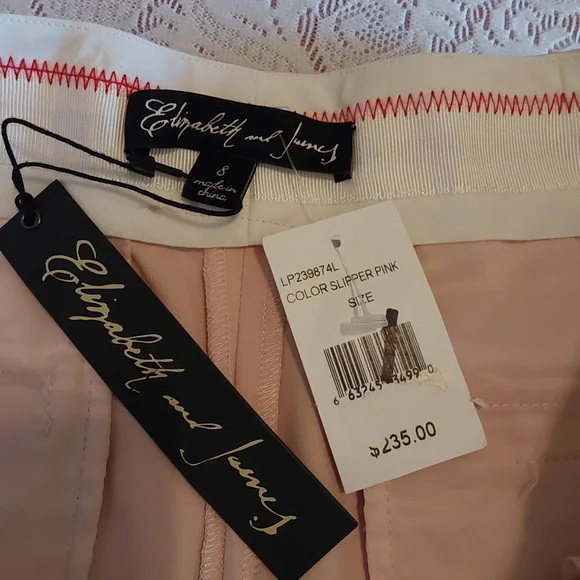 Elizabeth and James
8
made in
china
Elizabeth and James
LP239874L
COLOR SLIPPER PINK
SIZE
$235.00